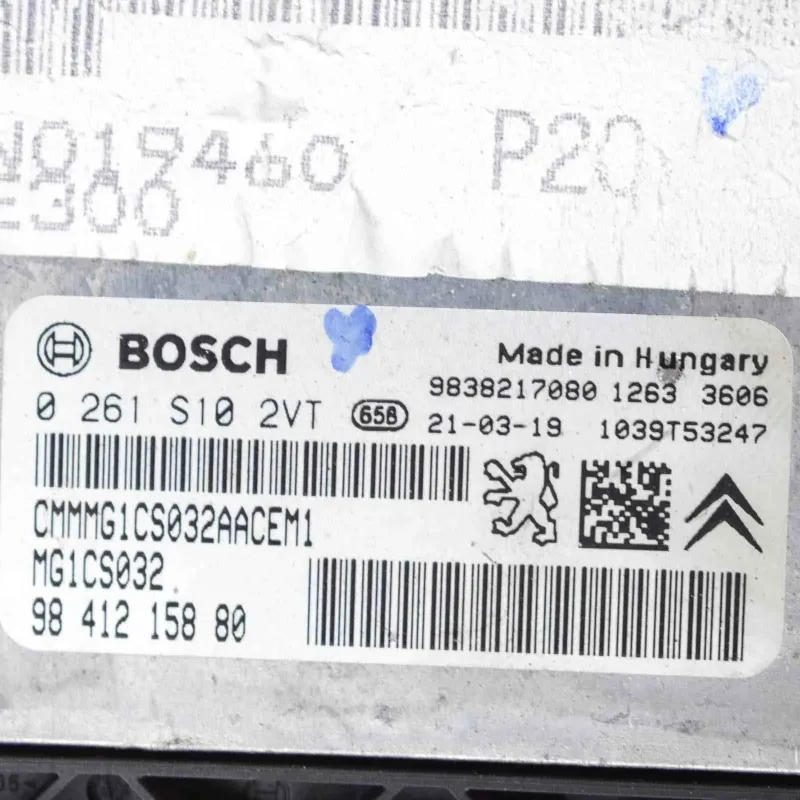 N019460 P20
E300
BOSCH Made in Hungary
9838217080 1263 3606
0 261 S10 2VT 658 21-03-19 1039T53247
CMMMG1CS032AACEM1
MG1CS032
98 412 158 80